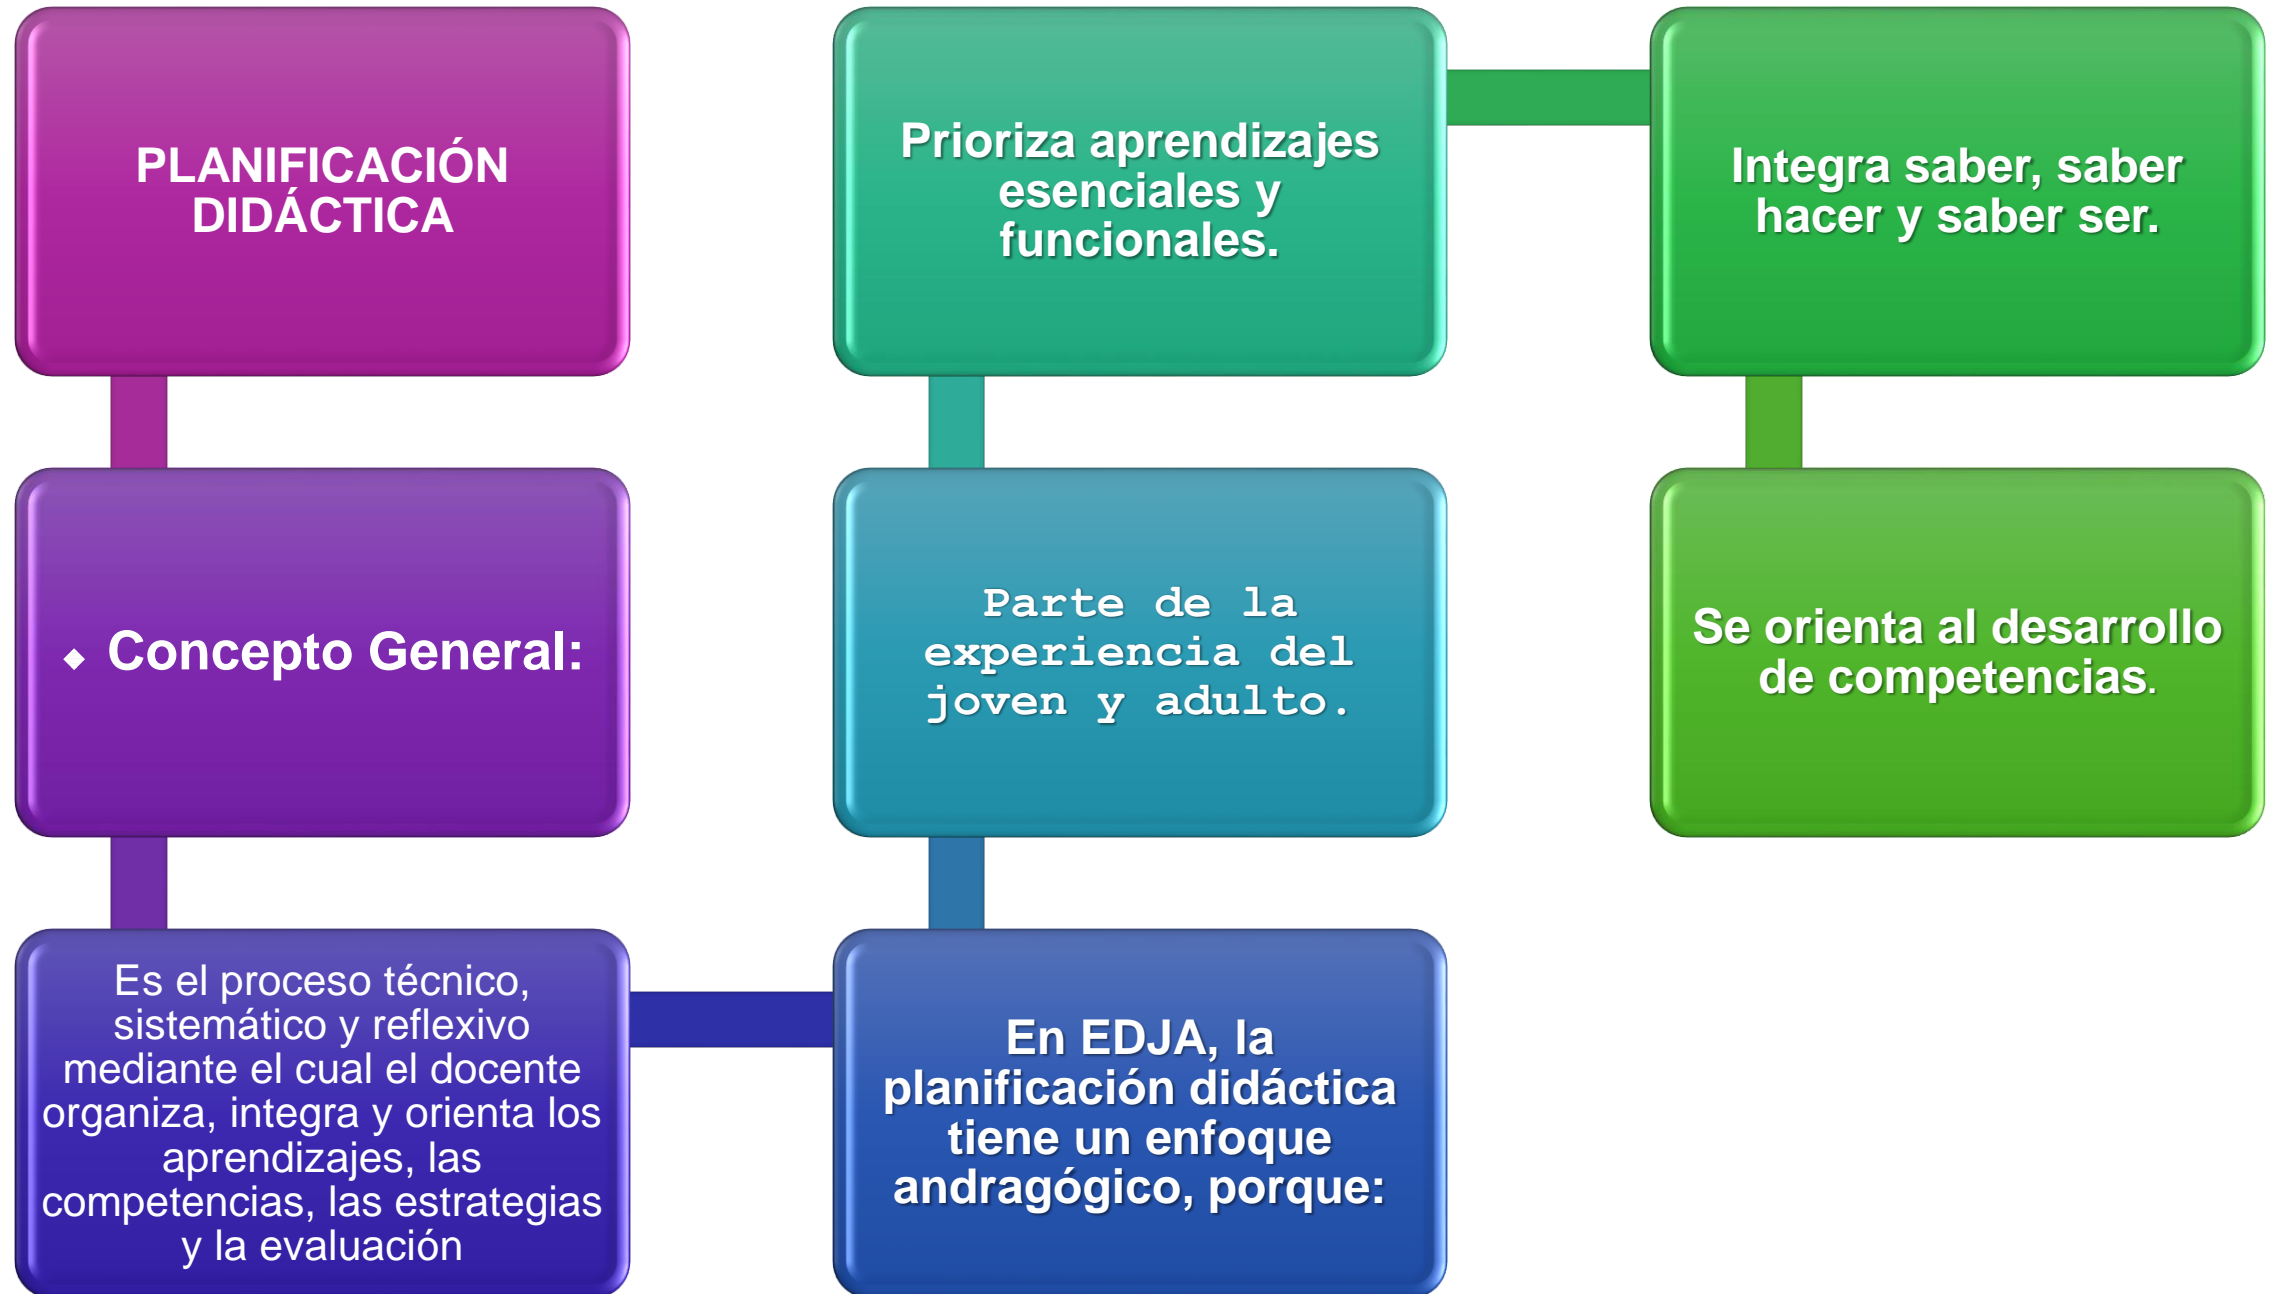 PLANIFICACIÓN
DIDÁCTICA
◆ Concepto General:
Es el proceso técnico,
sistemático y reflexivo
mediante el cual el docente
organiza, integra y orienta los
aprendizajes, las
competencias, las estrategias
y la evaluación
En EDJA, la
planificación didáctica
tiene un enfoque
andragógico, porque:
Parte de la
experiencia del
joven y adulto.
Prioriza aprendizajes
esenciales y
funcionales.
Integra saber, saber
hacer y saber ser.
Se orienta al desarrollo
de competencias.